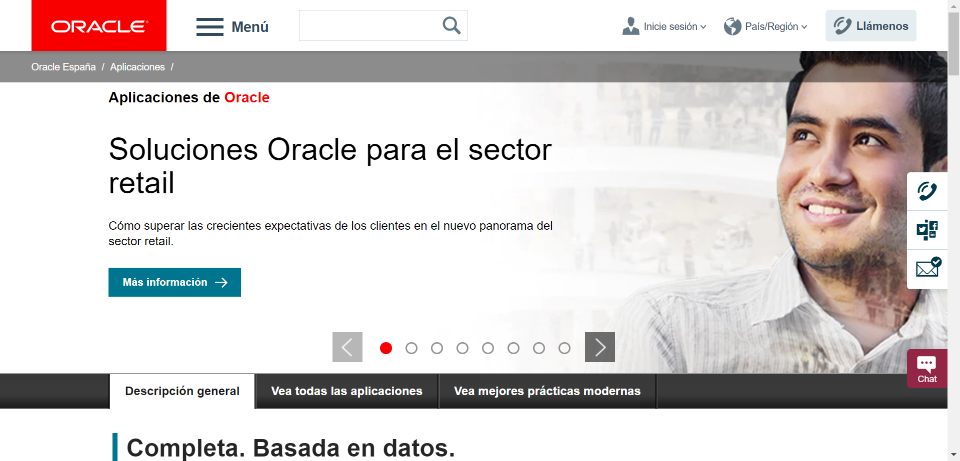 ORACLE
Menú
Inicie sesión
País/Región
Llámenos
Oracle España / Aplicaciones /
Aplicaciones de Oracle
Soluciones Oracle para el sector
retail
Cómo superar las crecientes expectativas de los clientes en el nuevo panorama del
sector retail.
Más información
Chat
Descripción general
Vea todas las aplicaciones
Vea mejores prácticas modernas
Completa. Basada en datos.